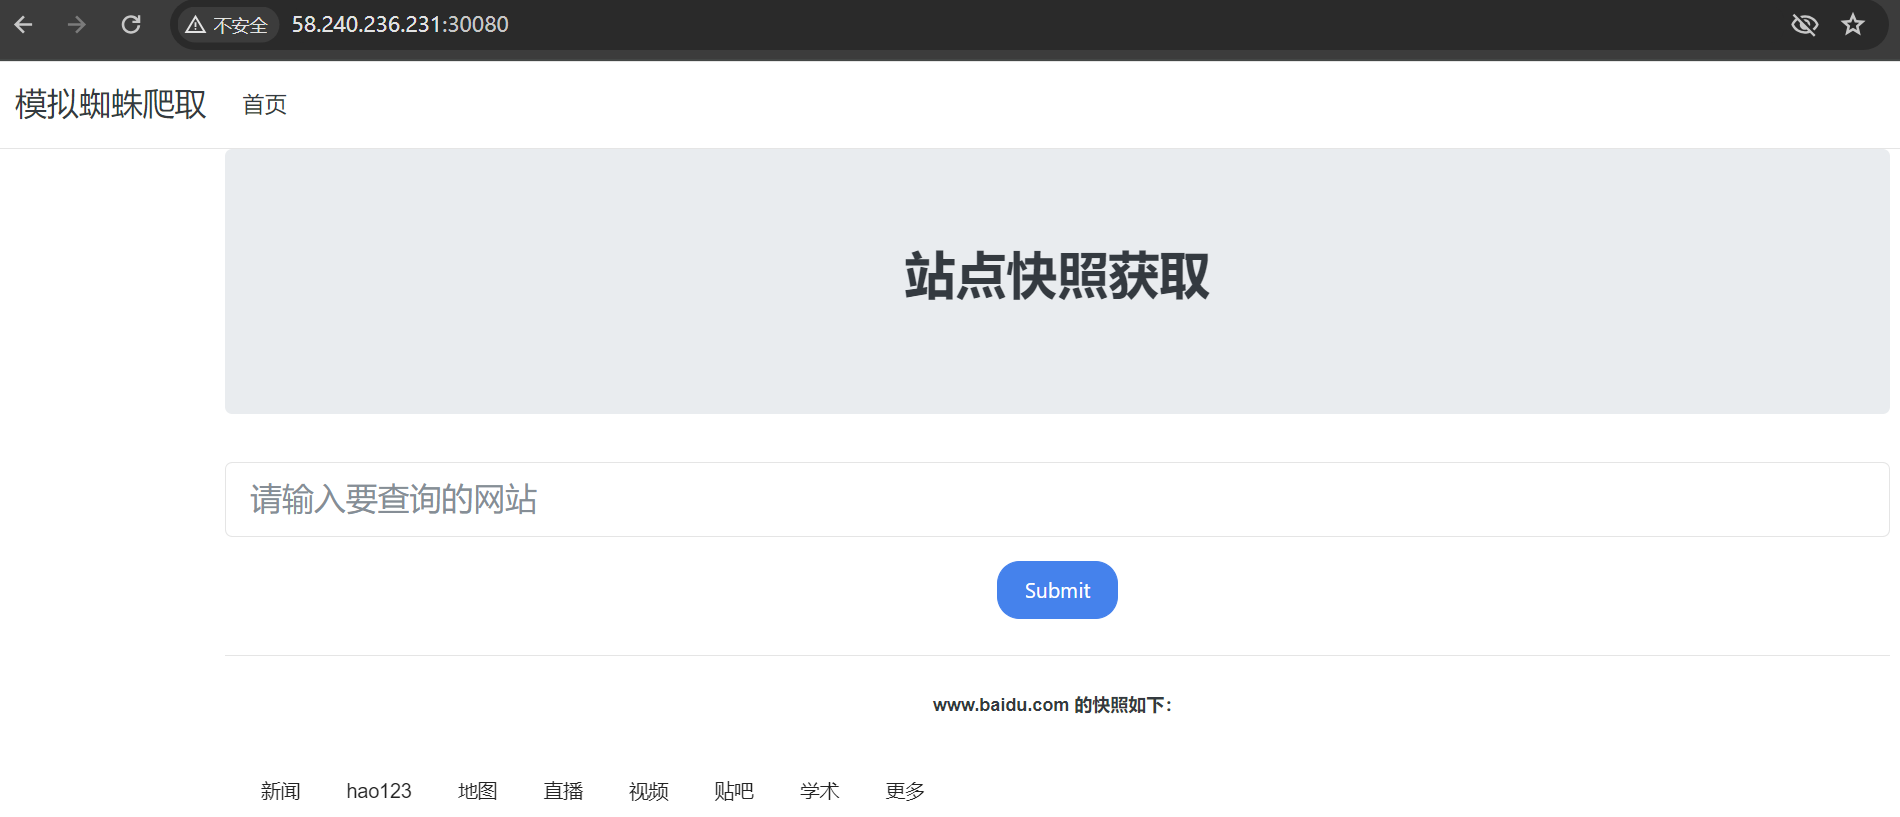 不安全 58.240.236.231:30080
模拟蜘蛛爬取 首页
站点快照获取
请输入要查询的网站
Submit
www.baidu.com 的快照如下：
新闻 hao123 地图 直播 视频 贴吧 学术 更多